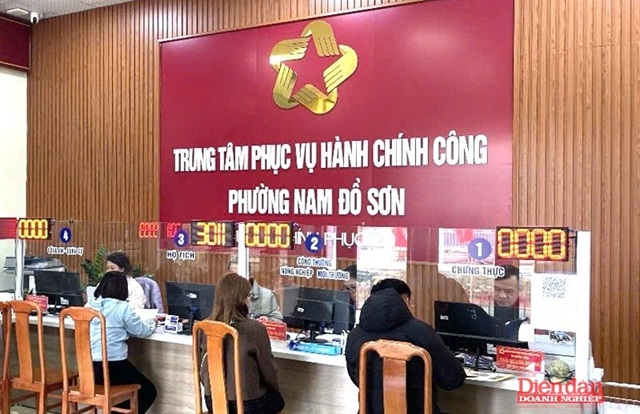 TRUNG TÂM PHỤC VỤ HÀNH CHÍNH CÔNG
PHƯỜNG NAM ĐỒ SƠN
0000
4
3
HỘ TỊCH
3011
0000
2
CÔNG THƯƠNG
NÔNG NGHIỆP - MÔI TRƯỜNG
1
CHỨNG THỰC
0000
Diễn đàn
DOANH NGHIỆP